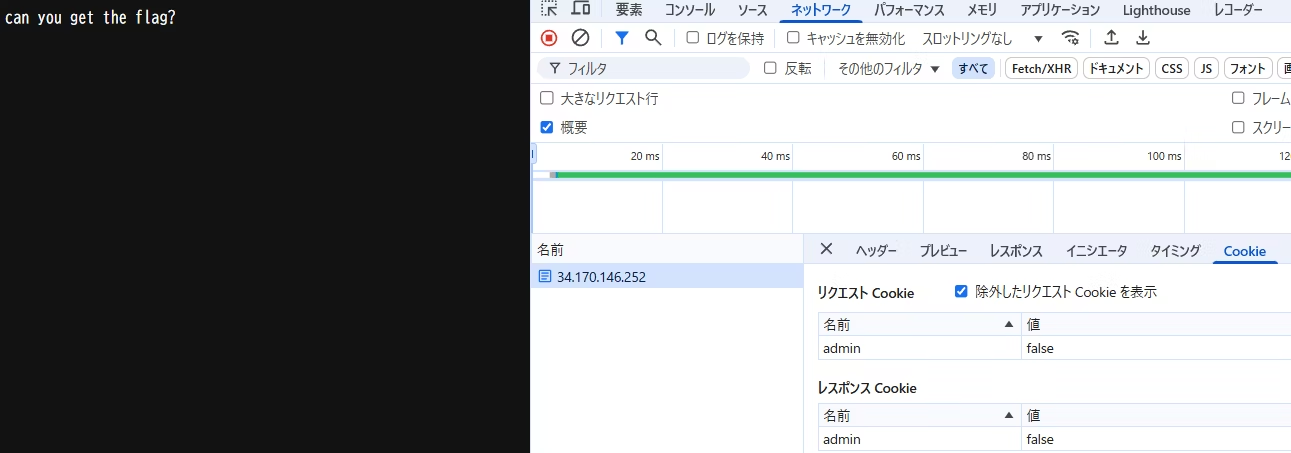 can you get the flag?
要素 コンソール ソース ネットワーク パフォーマンス メモリ アプリケーション Lighthouse レコーダー
ログを保持 キャッシュを無効化 スロットリングなし
フィルタ 反転 その他のフィルタ すべて Fetch/XHR ドキュメント CSS JS フォント
大きなリクエスト行 フレーム
概要 スクリー
20 ms 40 ms 60 ms 80 ms 100 ms 12
名前 ヘッダー プレビュー レスポンス イニシエータ タイミング Cookie
34.170.146.252
リクエスト Cookie 除外したリクエスト Cookie を表示
名前 値
admin false
レスポンス Cookie
名前 値
admin false